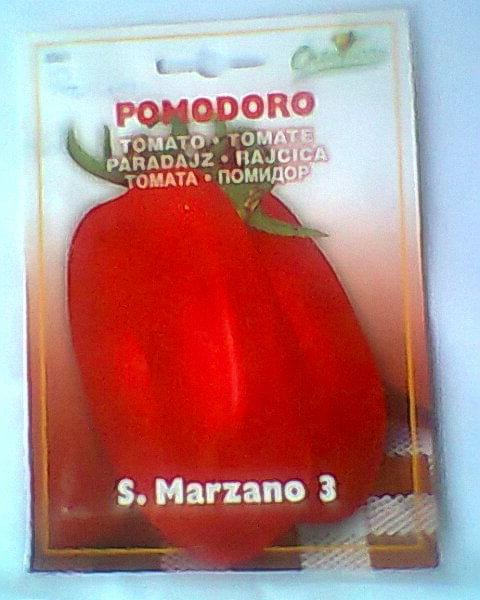 POMODORO
TOMATO • TOMATE
PARADAJZ • RAJCICA
TOMATA • ПОМИДОР
S. Marzano 3